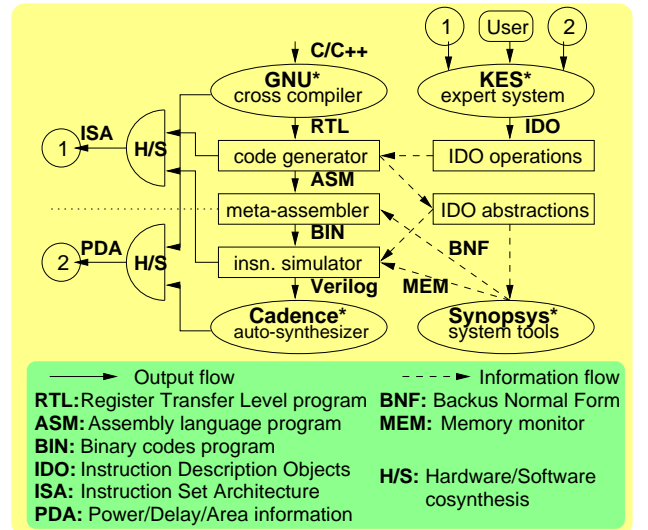 1 User 2
C/C++
GNU* KES*
cross compiler expert system
RTL IDO
ISA
1 H/S code generator IDO operations
ASM
meta-assembler IDO abstractions
PDA BIN BNF
2 H/S insn. simulator
Verilog MEM
Cadence* Synopsys*
auto-synthesizer system tools
Output flow Information flow
RTL:Register Transfer Level program BNF: Backus Normal Form
ASM: Assembly language program MEM: Memory monitor
BIN: Binary codes program
IDO: Instruction Description Objects H/S: Hardware/Software
ISA: Instruction Set Architecture cosynthesis
PDA: Power/Delay/Area information